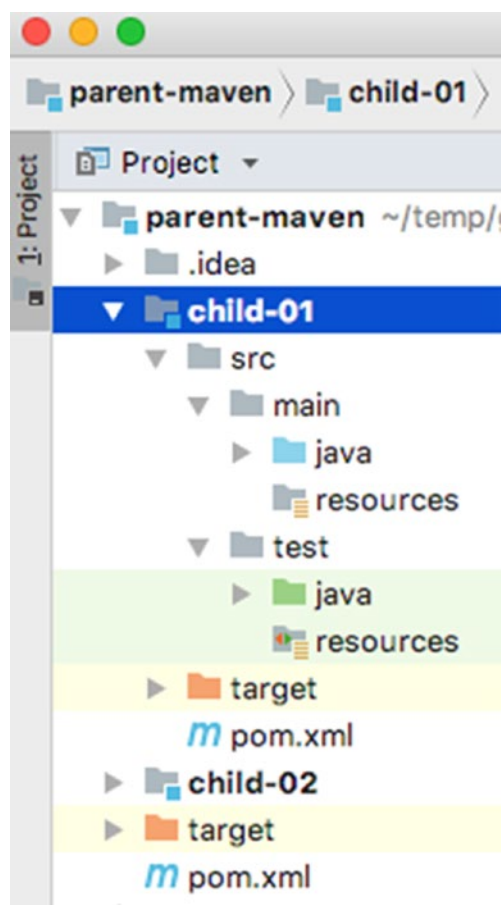 parent-maven child-01
1: Project
Project
parent-maven ~/temp/
.idea
child-01
src
main
java
resources
test
java
resources
target
m pom.xml
child-02
target
m pom.xml